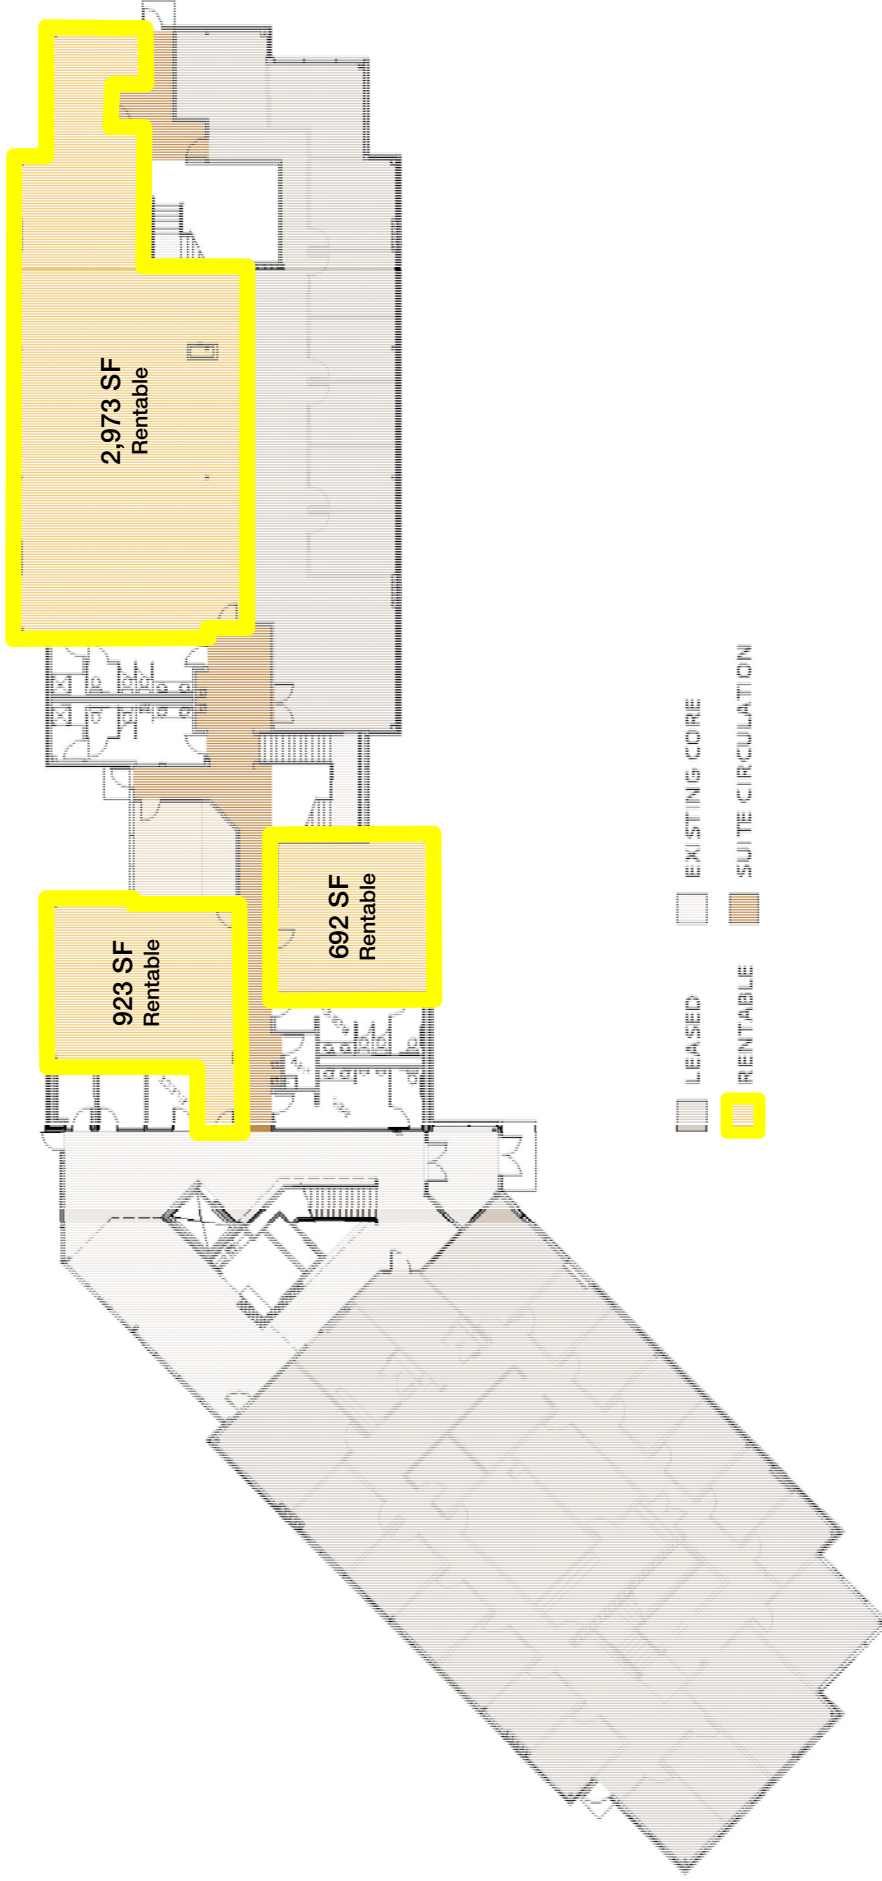 2,973 SF
Rentable
923 SF
Rentable
692 SF
Rentable
LEASED
EXISTING CORE
RENTABLE
SUITE CIRCULATION